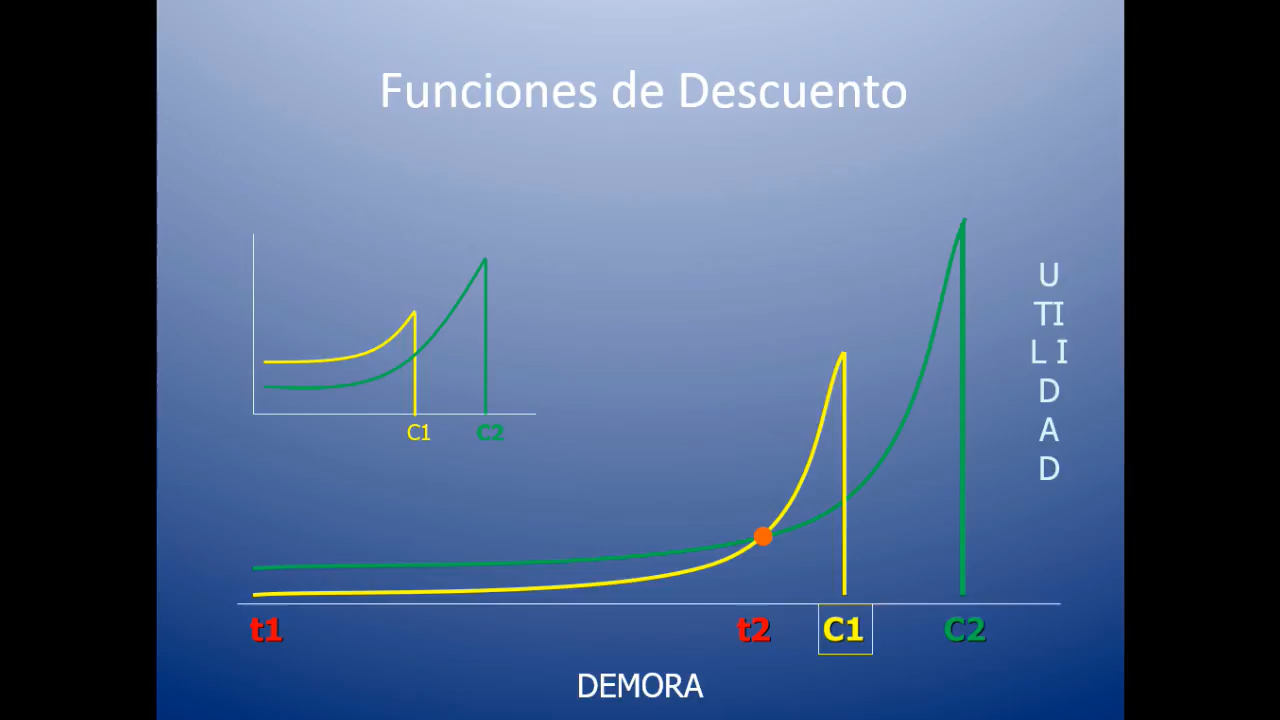 Funciones de Descuento
U
TI
L I
D
A
D
C1 C2
t1 t2 C1 C2
DEMORA